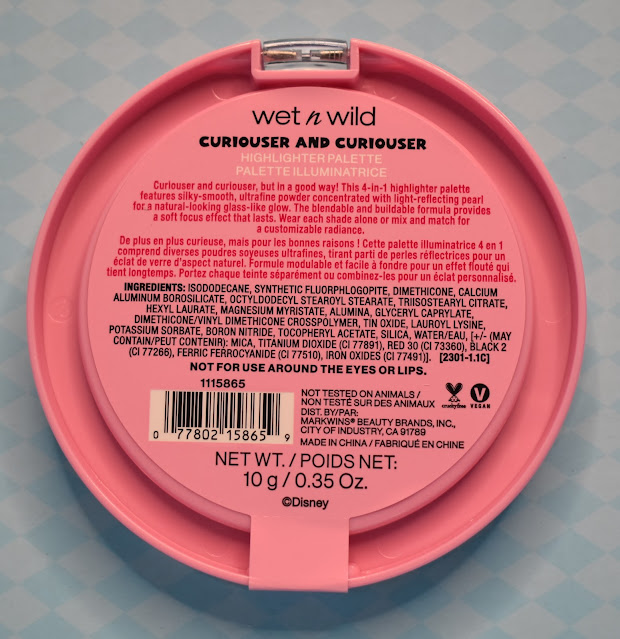 wet n wild
CURIOUSER AND CURIOUSER
HIGHLIGHTER PALETTE
PALETTE ILLUMINATRICE
Curiouser and curiouser, but in a good way! This 4-in-1 highlighter palette
features silky-smooth, ultrafine powder concentrated with light-reflecting pearl
for a natural-looking glass-like glow. The blendable and buildable formula provides
a soft focus effect that lasts. Wear each shade alone or mix and match for
a customizable radiance.
De plus en plus curieuse, mais pour les bonnes raisons ! Cette palette illuminatrice 4 en 1
comprend diverses poudres soyeuses ultrafines, tirant parti de perles réflectrices pour un
éclat de verre d'aspect naturel. Formule modulable et facile à fondre pour un effet flouté qui
tient longtemps. Portez chaque teinte séparément ou combinez-les pour un éclat personnalisé.
INGREDIENTS: ISODODECANE, SYNTHETIC FLUORPHLOGOPITE, DIMETHICONE, CALCIUM
ALUMINUM BOROSILICATE, OCTYLDODECYL STEAROYL STEARATE, TRIISOSTEARYL CITRATE,
HEXYL LAURATE, MAGNESIUM MYRISTATE, ALUMINA, GLYCERYL CAPRYLATE,
DIMETHICONE/VINYL DIMETHICONE CROSSPOLYMER, TIN OXIDE, LAUROYL LYSINE,
POTASSIUM SORBATE, BORON NITRIDE, TOCOPHERYL ACETATE, SILICA, WATER/EAU, [+/- (MAY
CONTAIN/PEUT CONTENIR): MICA, TITANIUM DIOXIDE (CI 77891), RED 30 (CI 73360), BLACK 2
(CI 77266), FERRIC FERROCYANIDE (CI 77510), IRON OXIDES (CI 77491)]. [2301-1.1C]
NOT FOR USE AROUND THE EYES OR LIPS.
1115865
0 77802 15865 9
NOT TESTED ON ANIMALS /
NON TESTÉ SUR DES ANIMAUX
DIST. BY/PAR:
MARKWINS® BEAUTY BRANDS, INC.,
CITY OF INDUSTRY, CA 91789
MADE IN CHINA / FABRIQUÉ EN CHINE
crueltyfree
V
VEGAN
NET WT. / POIDS NET:
10 g / 0.35 Oz.
©Disney